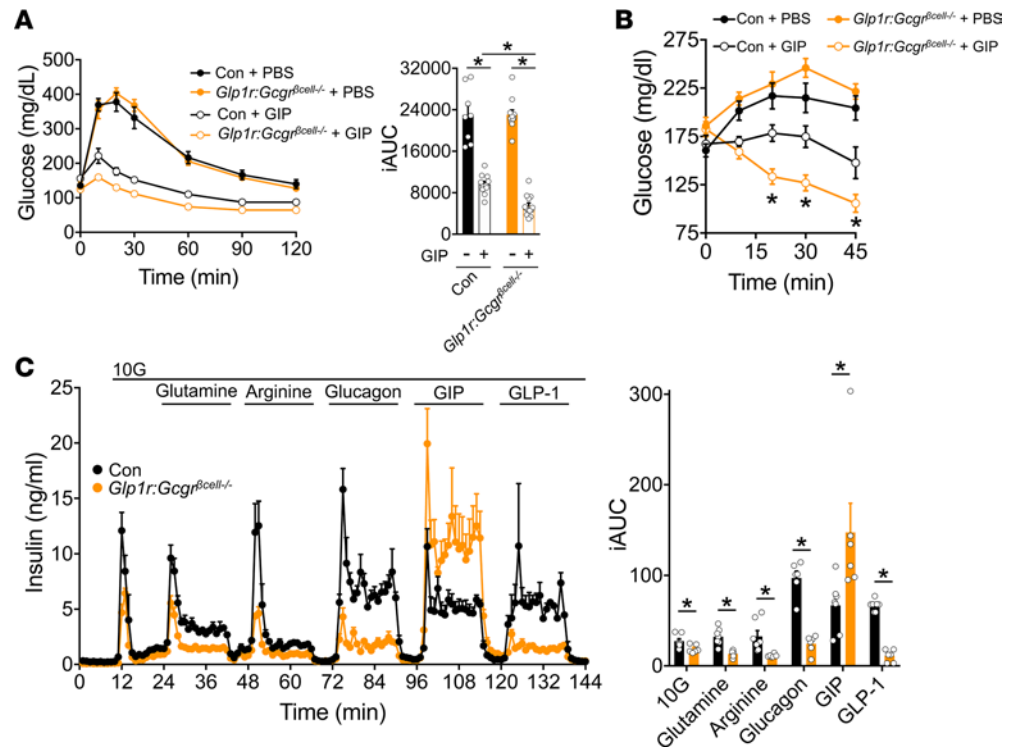 A
Glucose (mg/dL)
500
400
300
200
100
0
0 30 60 90 120
Time (min)
Con + PBS
Glp1r:Gcgrβcell-/- + PBS
Con + GIP
Glp1r:Gcgrβcell-/- + GIP
iAUC
32000
24000
16000
8000
0
* * *
GIP - + - +
Con
Glp1r:Gcgrβcell-/-
B
Con + PBS Glp1r:Gcgrβcell-/- + PBS
Con + GIP Glp1r:Gcgrβcell-/- + GIP
Glucose (mg/dl)
275
225
175
125
75
* * *
0 15 30 45
Time (min)
C
10G
Glutamine Arginine Glucagon GIP GLP-1
Insulin (ng/ml)
25
20
15
10
5
0
Con
Glp1r:Gcgrβcell-/-
0 12 24 36 48 60 72 84 96 108 120 132 144
Time (min)
iAUC
300
200
100
0
* * * * * *
10G
Glutamine
Arginine
Glucagon
GIP
GLP-1